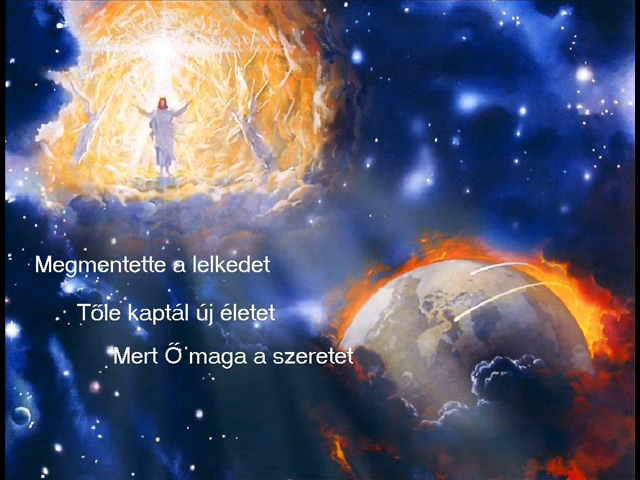 Megmentette a lelkedet
Tőle kaptál új életet
Mert Ő maga a szeretet